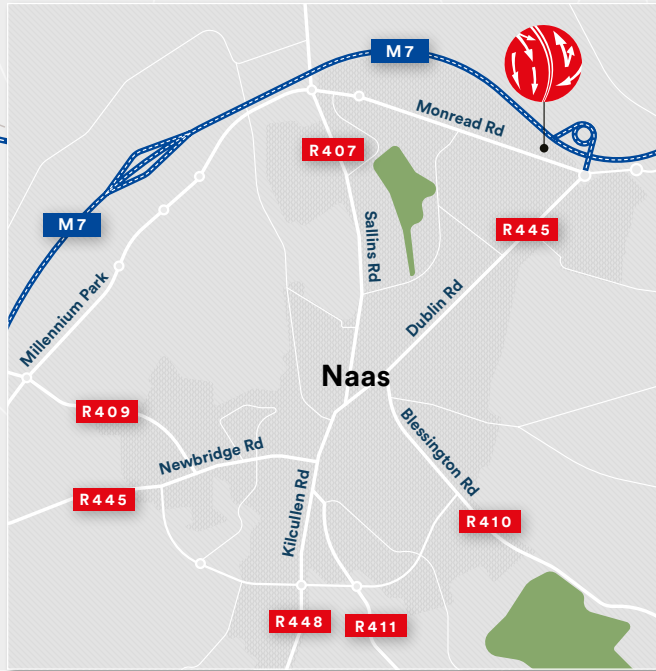 M7
Monread Rd
R407
M7
Sallins Rd
R445
Millennium Park
Dublin Rd
Naas
R409
Blessington Rd
Newbridge Rd
R445
Kilcullen Rd
R410
R448
R411